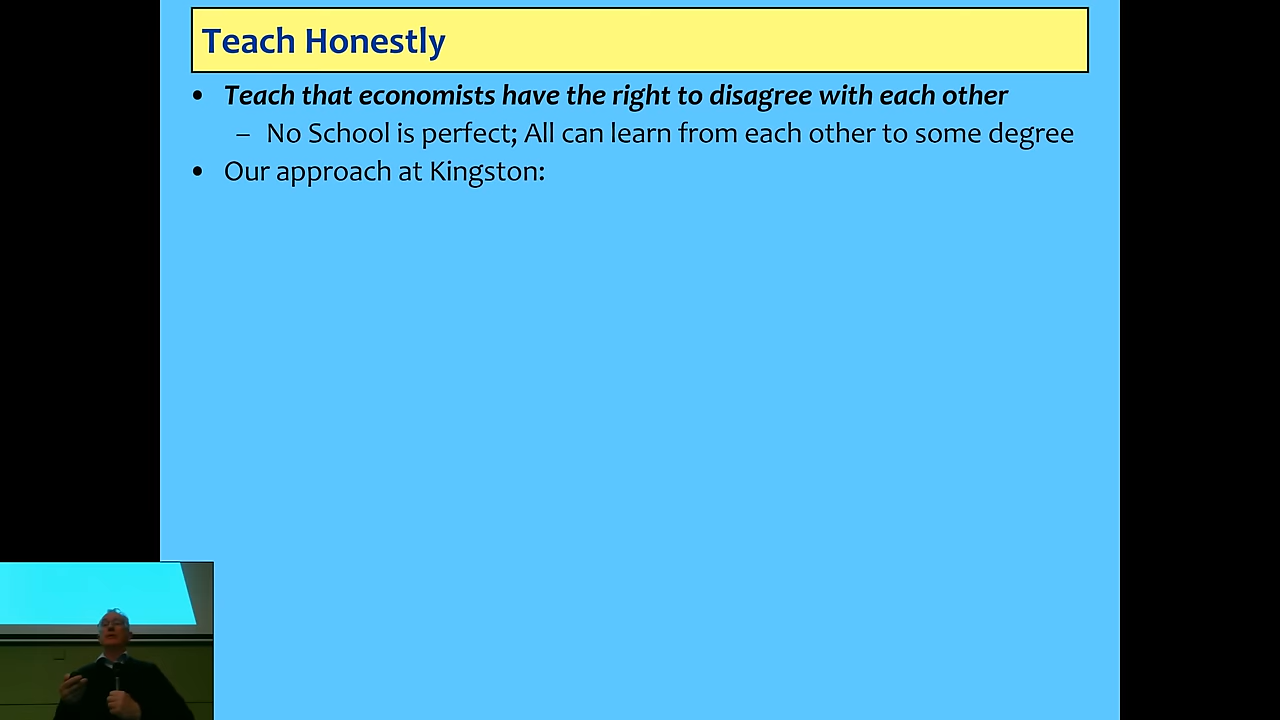 Teach Honestly
• Teach that economists have the right to disagree with each other
– No School is perfect; All can learn from each other to some degree
• Our approach at Kingston: